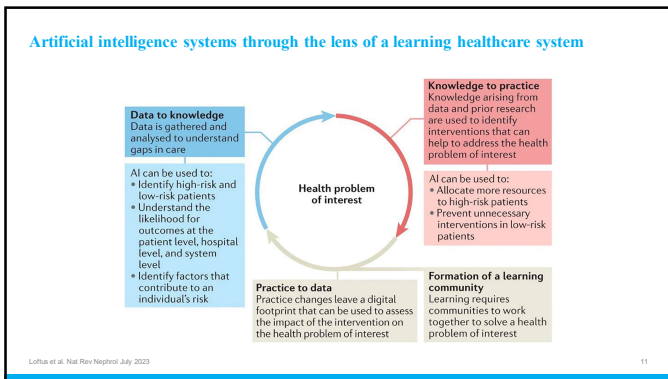 Artificial intelligence systems through the lens of a learning healthcare system
Data to knowledge
Data is gathered and
analysed to understand
gaps in care
AI can be used to:
• Identify high-risk and
low-risk patients
• Understand the
likelihood for
outcomes at the
patient level, hospital
level, and system
level
• Identify factors that
contribute to an
individual's risk
Health problem
of interest
Knowledge to practice
Knowledge arising from
data and prior research
are used to identify
interventions that can
help to address the health
problem of interest
AI can be used to:
• Allocate more resources
to high-risk patients
• Prevent unnecessary
interventions in low-risk
patients
Practice to data
Practice changes leave a digital
footprint that can be used to assess
the impact of the intervention on
the health problem of interest
Formation of a learning
community
Learning requires
communities to work
together to solve a health
problem of interest
Loftus et al. Nat Rev Nephrol July 2023
11